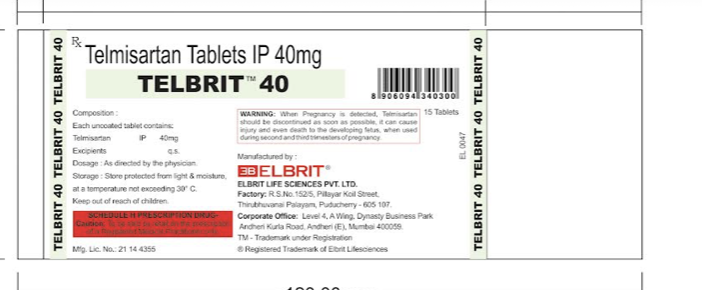 TELBRIT 40 TELBRIT 40 TELBRIT 40
Rx
Telmisartan Tablets IP 40mg
TELBRIT™ 40
8 906094 340300
Composition :
Each uncoated tablet contains:
Telmisartan IP 40mg
Excipients q.s.
Dosage : As directed by the physician.
Storage : Store protected from light & moisture,
at a temperature not exceeding 30° C.
Keep out of reach of children.
SCHEDULE H PRESCRIPTION DRUG-
Caution:
Mfg. Lic. No.: 21 14 4355
WARNING: When Pregnancy is detected, Telmisartan
should be discontinued as soon as possible, it can cause
injury and even death to the developing fetus, when used
during second and third trimesters of pregnancy.
15 Tablets
Manufactured by :
ELBRIT®
ELBRIT LIFE SCIENCES PVT. LTD.
Factory: R.S.No.152/5, Pillayar Koil Street,
Thirubhuvanai Palayam, Puducherry - 605 107.
Corporate Office: Level 4, A Wing, Dynasty Business Park
Andheri Kurla Road, Andheri (E), Mumbai 400059.
TM - Trademark under Registration
® Registered Trademark of Elbrit Lifesciences
EL 0047
TELBRIT 40 TELBRIT 40 TELBRIT 40